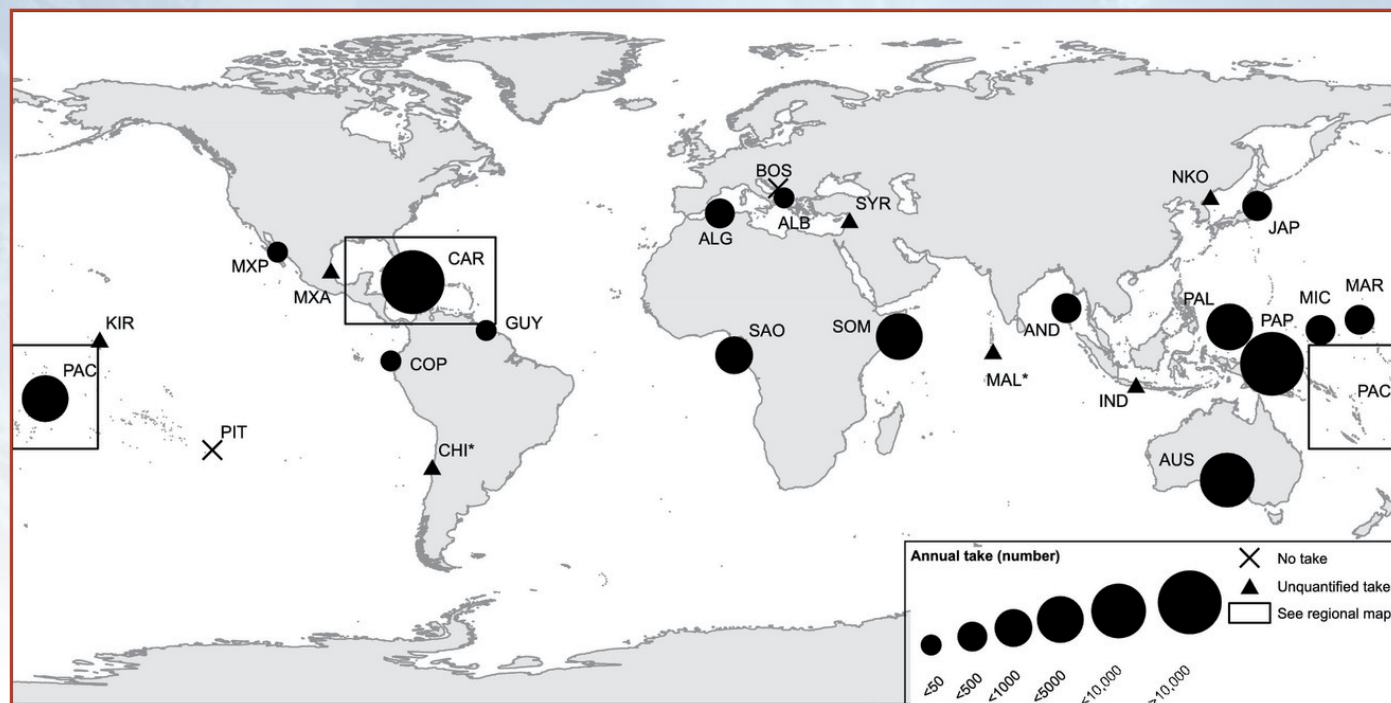 BOS
NKO
SYR
ALB
ALG
JAP
MXP
CAR
MXA
MAR
PAL
MIC
PAP
AND
KIR
GUY
SAO
SOM
COP
MAL*
PAC
IND
PAC
PIT
CHI*
AUS
Annual take (number)
No take
Unquantified take
See regional map
<50
<500
<1000
<5000
<10,000
>10,000